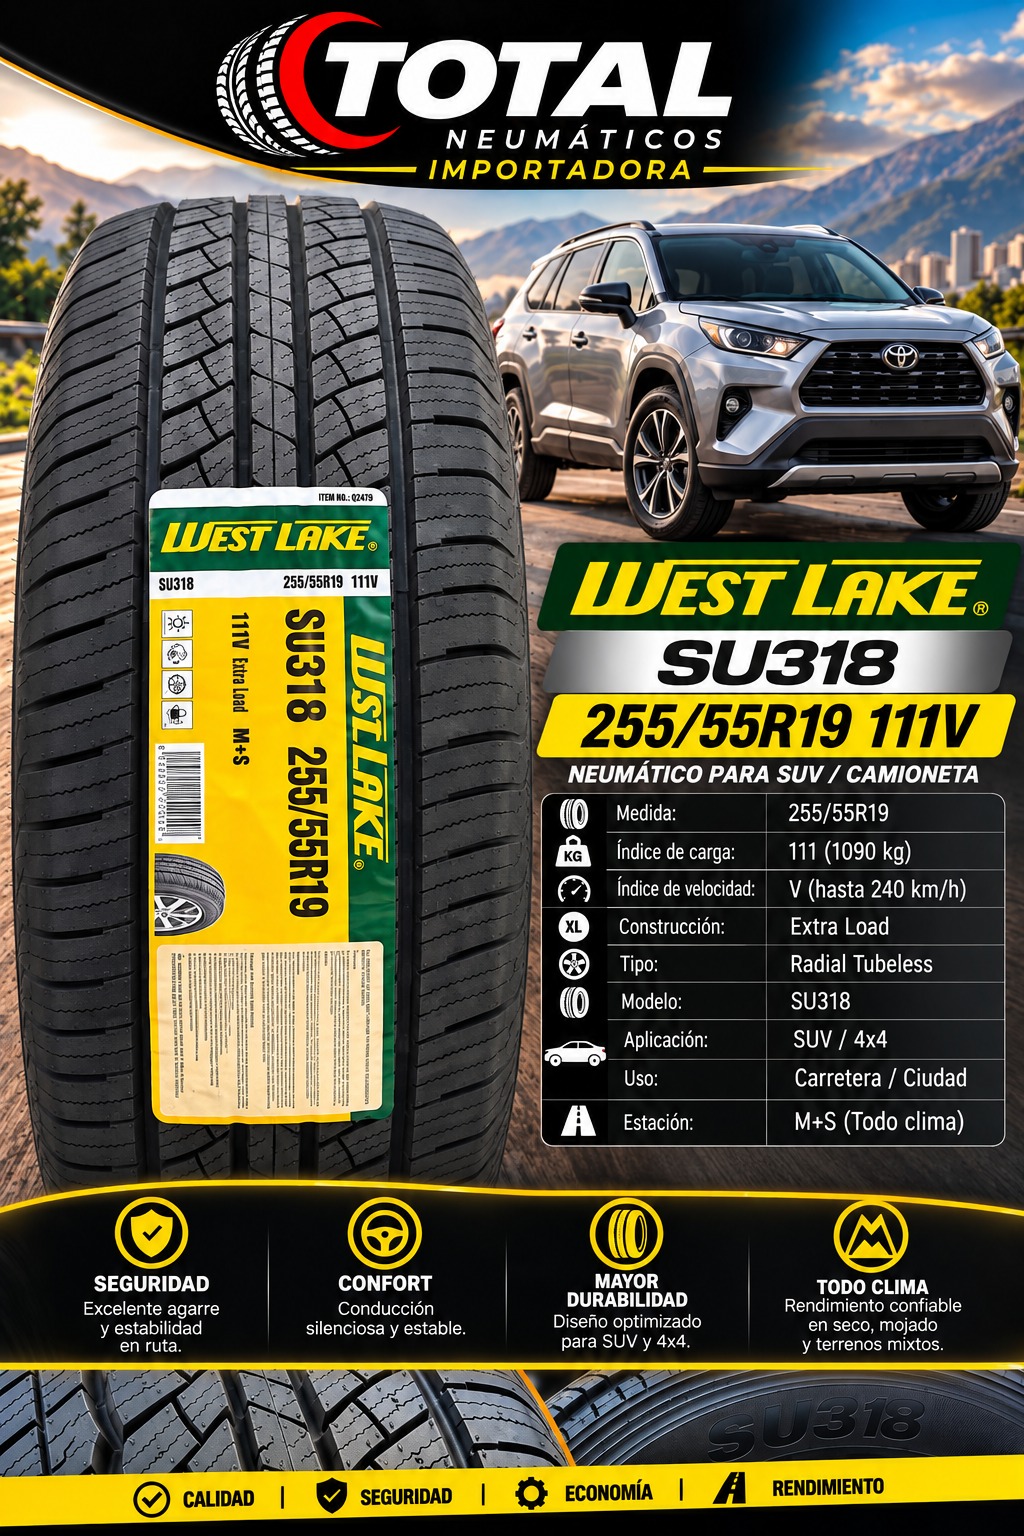 TOTAL
NEUMÁTICOS
IMPORTADORA
ITEM NO.: Q2479
WEST LAKE®
SU318 255/55R19 111V
SU318 255/55R19
111V Extra Load M+S
WEST LAKE®
WEST LAKE®
SU318
255/55R19 111V
NEUMÁTICO PARA SUV / CAMIONETA
Medida: 255/55R19
KG Índice de carga: 111 (1090 kg)
Índice de velocidad: V (hasta 240 km/h)
XL Construcción: Extra Load
Tipo: Radial Tubeless
Modelo: SU318
Aplicación: SUV / 4x4
Uso: Carretera / Ciudad
Estación: M+S (Todo clima)
SEGURIDAD
Excelente agarre
y estabilidad
en ruta.
CONFORT
Conducción
silenciosa y estable.
MAYOR
DURABILIDAD
Diseño optimizado
para SUV y 4x4.
TODO CLIMA
Rendimiento confiable
en seco, mojado
y terrenos mixtos.
SU318
CALIDAD | SEGURIDAD | ECONOMÍA | RENDIMIENTO